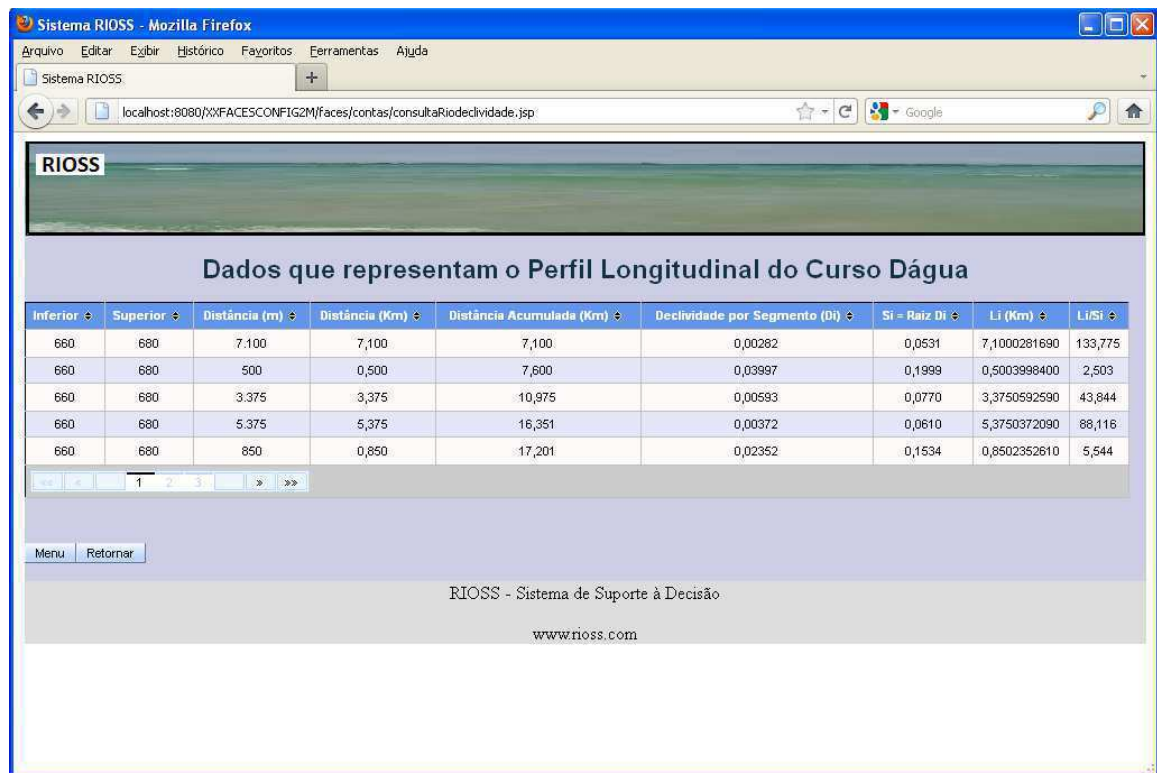 Sistema RIOSS - Mozilla Firefox
Arquivo Editar Exibir Histórico Favoritos Ferramentas Ajuda
Sistema RIOSS
localhost:8080/XXFACESCONFIG2M/faces/contas/consultaRiodeclividade.jsp
Google
RIOSS
Dados que representam o Perfil Longitudinal do Curso Dágua
Inferior Superior Distância (m) Distância (Km) Distância Acumulada (Km) Declividade por Segmento (Di) Si = Raiz Di Li (Km) Li/Si
660 680 7.100 7,100 7,100 0,00282 0,0531 7,1000281690 133,775
660 680 500 0,500 7,600 0,03997 0,1999 0,5003998400 2,503
660 680 3.375 3,375 10,975 0,00593 0,0770 3,3750592590 43,844
660 680 5.375 5,375 16,351 0,00372 0,0610 5,3750372090 88,116
660 680 850 0,850 17,201 0,02352 0,1534 0,8502352610 5,544
«« « 1 2 3 » »»
Menu Retornar
RIOSS - Sistema de Suporte à Decisão
www.rioss.com